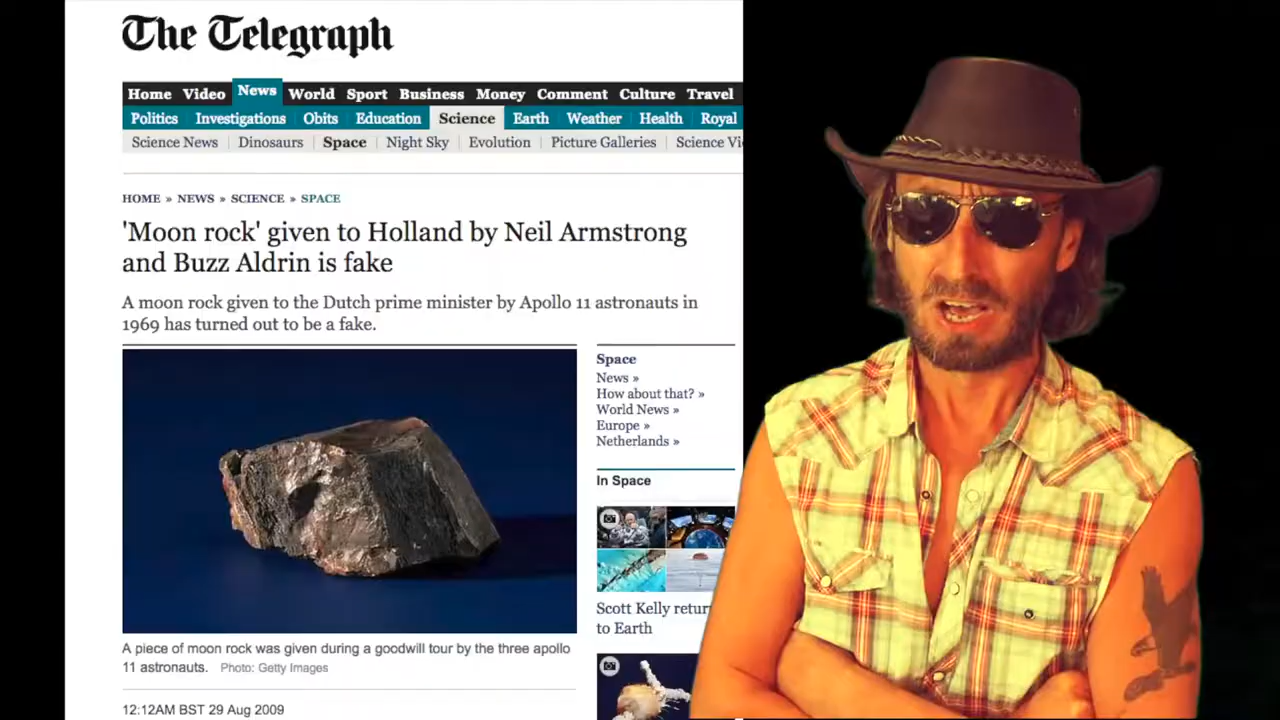 The Telegraph
Home Video News World Sport Business Money Comment Culture Travel
Politics Investigations Obits Education Science Earth Weather Health Royal
Science News Dinosaurs Space Night Sky Evolution Picture Galleries Science
HOME » NEWS » SCIENCE » SPACE
'Moon rock' given to Holland by Neil Armstrong
and Buzz Aldrin is fake
A moon rock given to the Dutch prime minister by Apollo 11 astronauts in
1969 has turned out to be a fake.
A piece of moon rock was given during a goodwill tour by the three apollo
11 astronauts. Photo: Getty Images
12:12AM BST 29 Aug 2009
Space
News »
How about that? »
World News »
Europe »
Netherlands »
In Space
Scott Kelly
to Earth